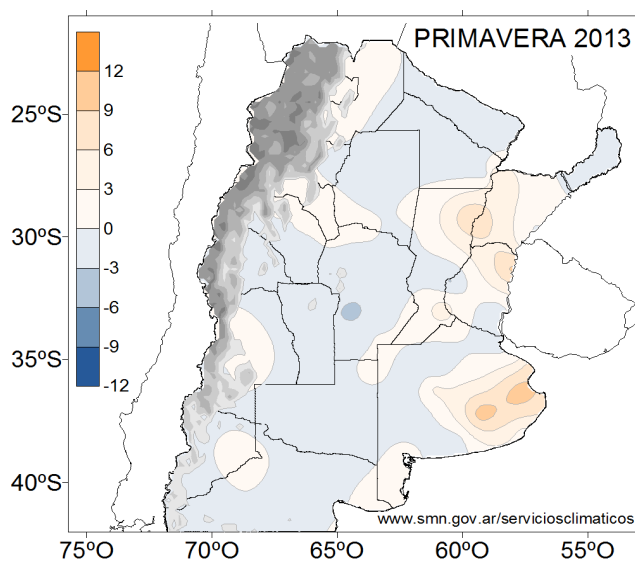 PRIMAVERA 2013
12
9
6
3
0
-3
-6
-9
-12
25ºS
30ºS
35ºS
40ºS
www.smn.gov.ar/serviciosclimaticos
75ºO
70ºO
65ºO
60ºO
55ºO